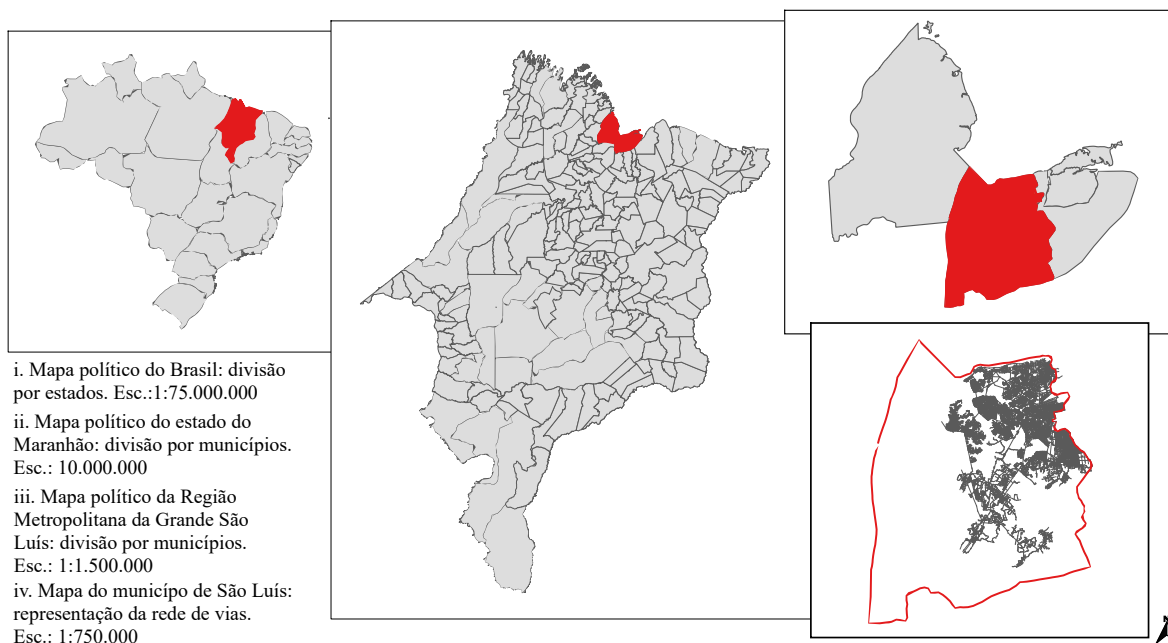 i. Mapa político do Brasil: divisão
por estados. Esc.:1:75.000.000
ii. Mapa político do estado do
Maranhão: divisão por municípios.
Esc.: 10.000.000
iii. Mapa político da Região
Metropolitana da Grande São
Luís: divisão por municípios.
Esc.: 1:1.500.000
iv. Mapa do municípo de São Luís:
representação da rede de vias.
Esc.: 1:750.000